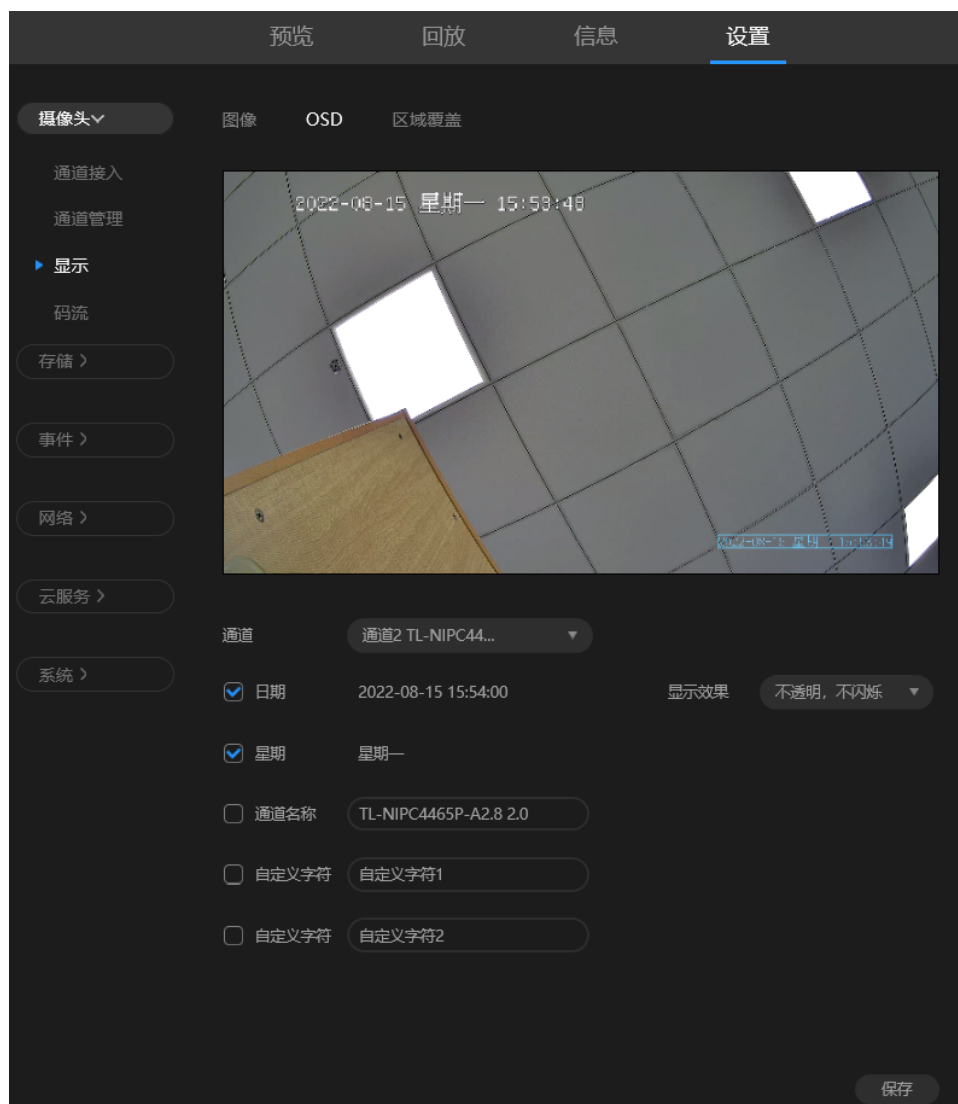 预览 回放 信息 设置
摄像头
图像 OSD 区域覆盖
通道接入
通道管理
显示
码流
存储
事件
网络
云服务
系统
2022-08-15 星期一 15:53:48
通道 通道2 TL-NIPC44...
日期 2022-08-15 15:54:00 显示效果 不透明，不闪烁
星期 星期一
通道名称 TL-NIPC4465P-A2.8 2.0
自定义字符 自定义字符1
自定义字符 自定义字符2
保存